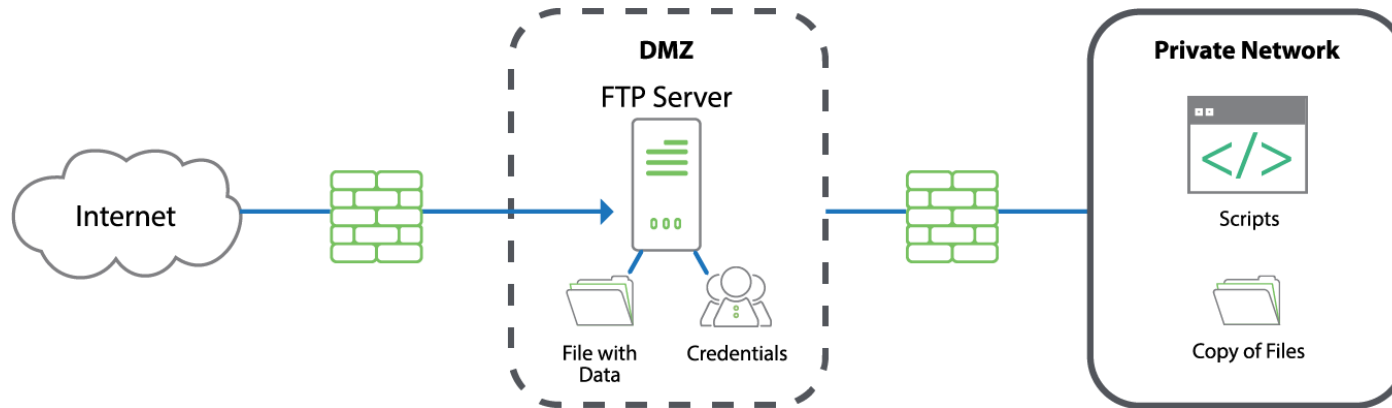 Internet
DMZ
FTP Server
File with
Data
Credentials
Private Network
</>
Scripts
Copy of Files